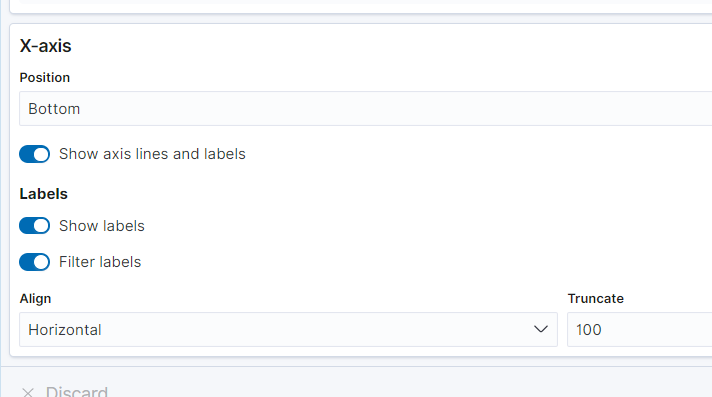 X-axis
Position
Bottom
Show axis lines and labels
Labels
Show labels
Filter labels
Align Truncate
Horizontal 100
Discard